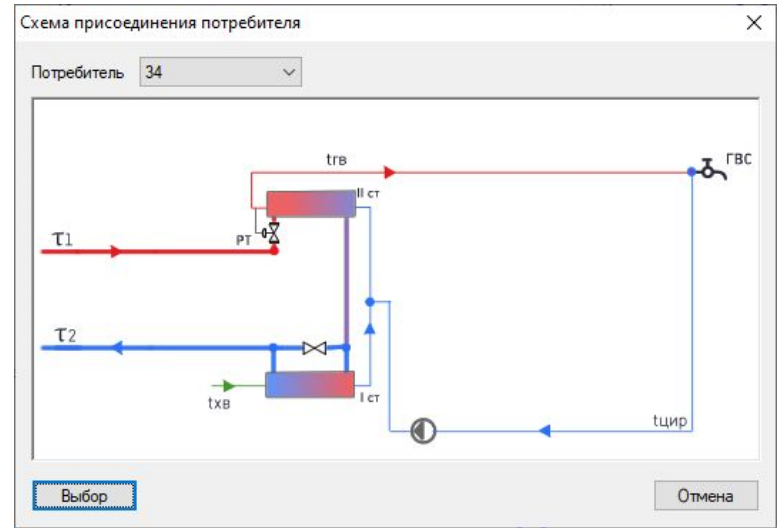 Схема присоединения потребителя
Потребитель 34
tгв
ГВС
II ст
τ1
РТ
τ2
tхв
I ст
tцир
Выбор
Отмена